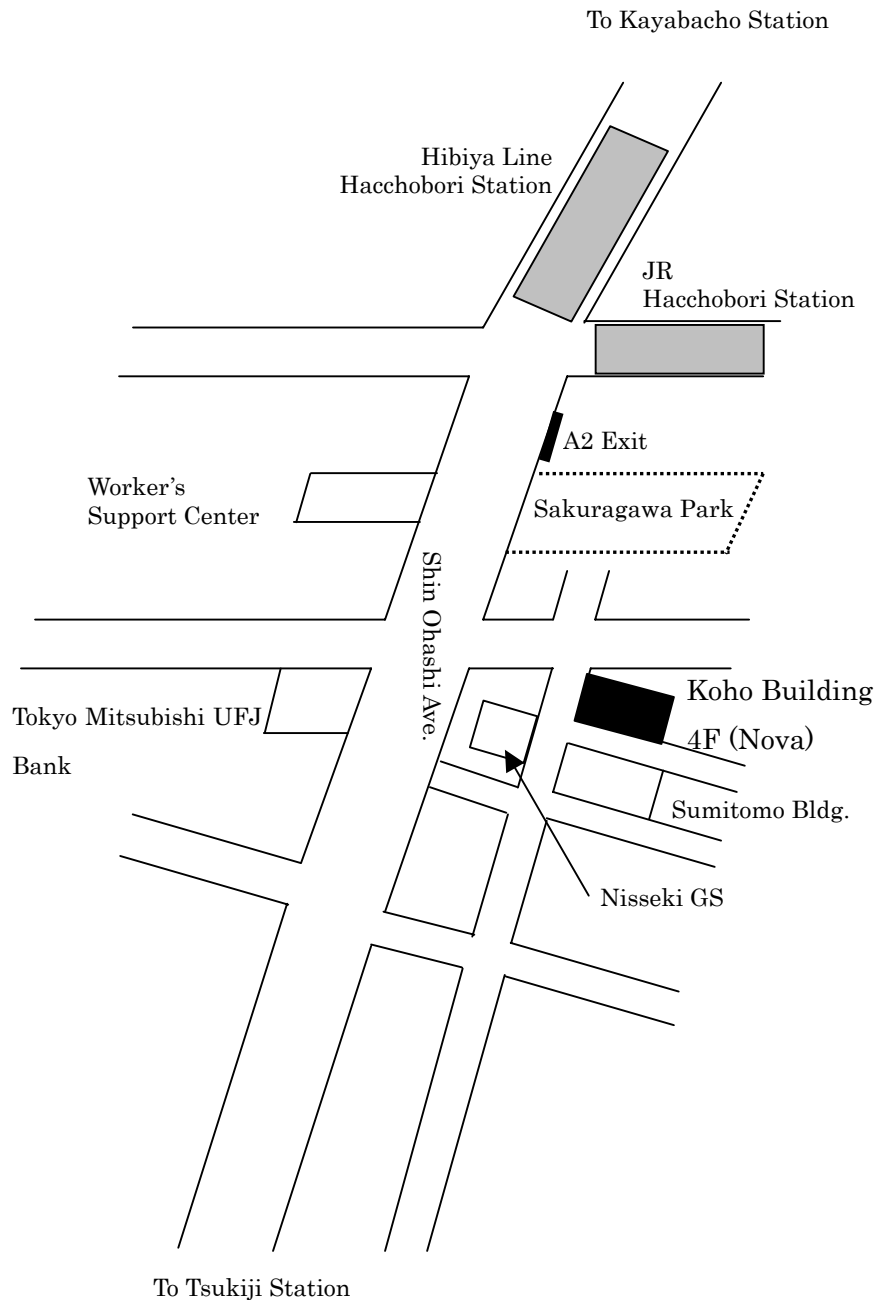 To Kayabacho Station
Hibiya Line
Hacchobori Station
JR
Hacchobori Station
A2 Exit
Worker's
Support Center
Sakuragawa Park
Shin Ohashi Ave.
Tokyo Mitsubishi UFJ
Bank
Koho Building
4F (Nova)
Sumitomo Bldg.
Nisseki GS
To Tsukiji Station